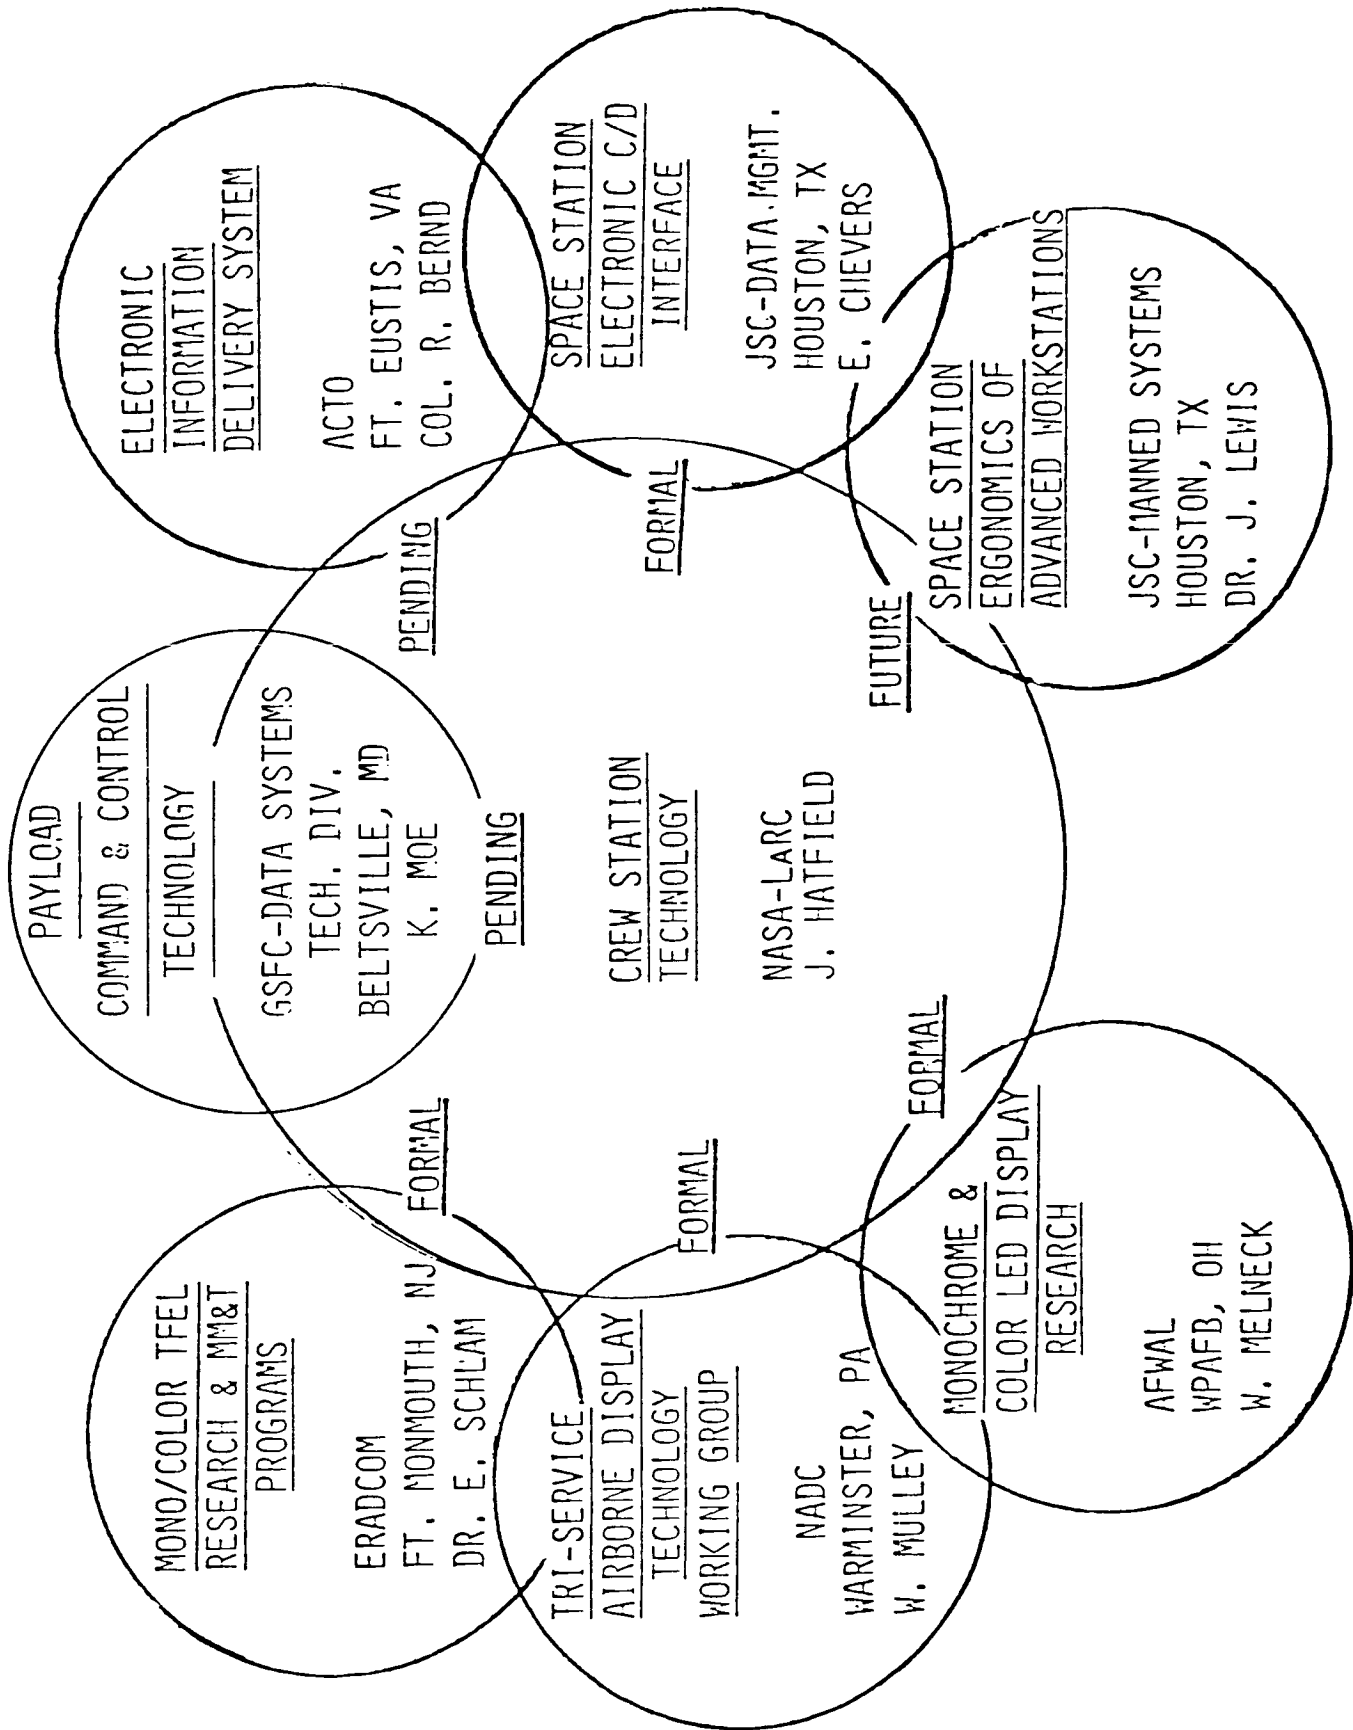 PAYLOAD
COMMAND & CONTROL
TECHNOLOGY
GSFC-DATA SYSTEMS
TECH. DIV.
BELTSVILLE, MD
K. MOE
PENDING
MONO/COLOR TFEL
RESEARCH & MM&T
PROGRAMS
ERADCOM
FT. MONMOUTH, NJ
DR. E. SCHLAM
FORMAL
ELECTRONIC
INFORMATION
DELIVERY SYSTEM
ACTO
FT. EUSTIS, VA
COL. R. BERND
PENDING
TRI-SERVICE
AIRBORNE DISPLAY
TECHNOLOGY
WORKING GROUP
NADC
WARMINSTER, PA
W. MULLEY
FORMAL
CREW STATION
TECHNOLOGY
NASA-LARC
J. HATFIELD
FORMAL
SPACE STATION
ELECTRONIC C/D
INTERFACE
JSC-DATA.MGMT.
HOUSTON, TX
E. CHEVERS
MONOCHROME &
COLOR LED DISPLAY
RESEARCH
AFWAL
WPAFB, OH
W. MELNECK
FORMAL
FUTURE
SPACE STATION
ERGONOMICS OF
ADVANCED WORKSTATIONS
JSC-MANNED SYSTEMS
HOUSTON, TX
DR. J. LEWIS